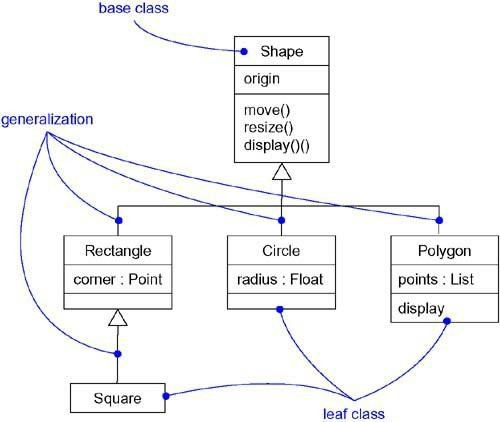 base class
Shape
origin
move()
resize()
display()()
generalization
Rectangle
corner : Point
Circle
radius : Float
Polygon
points : List
display
Square
leaf class